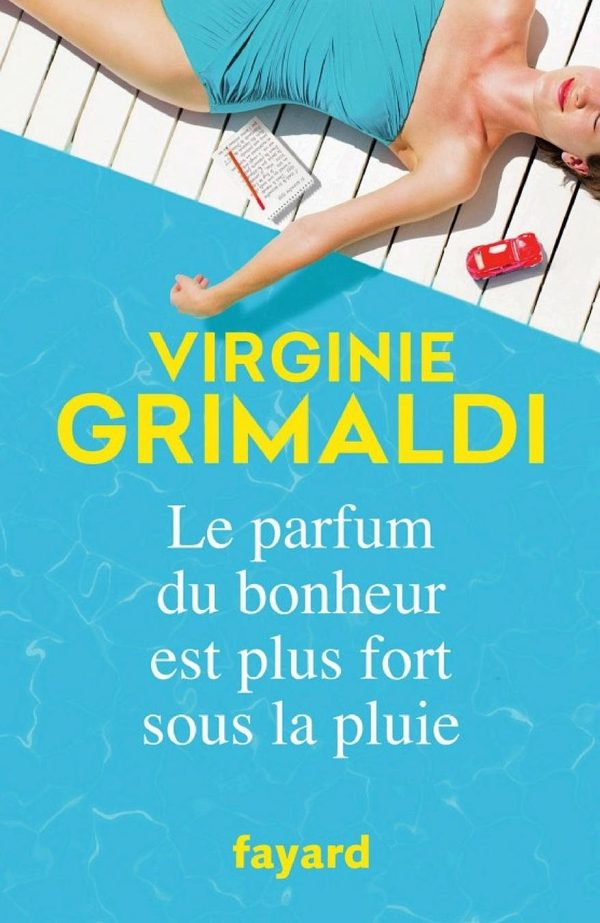 VIRGINIE
GRIMALDI
Le parfum
du bonheur
est plus fort
sous la pluie
fayard